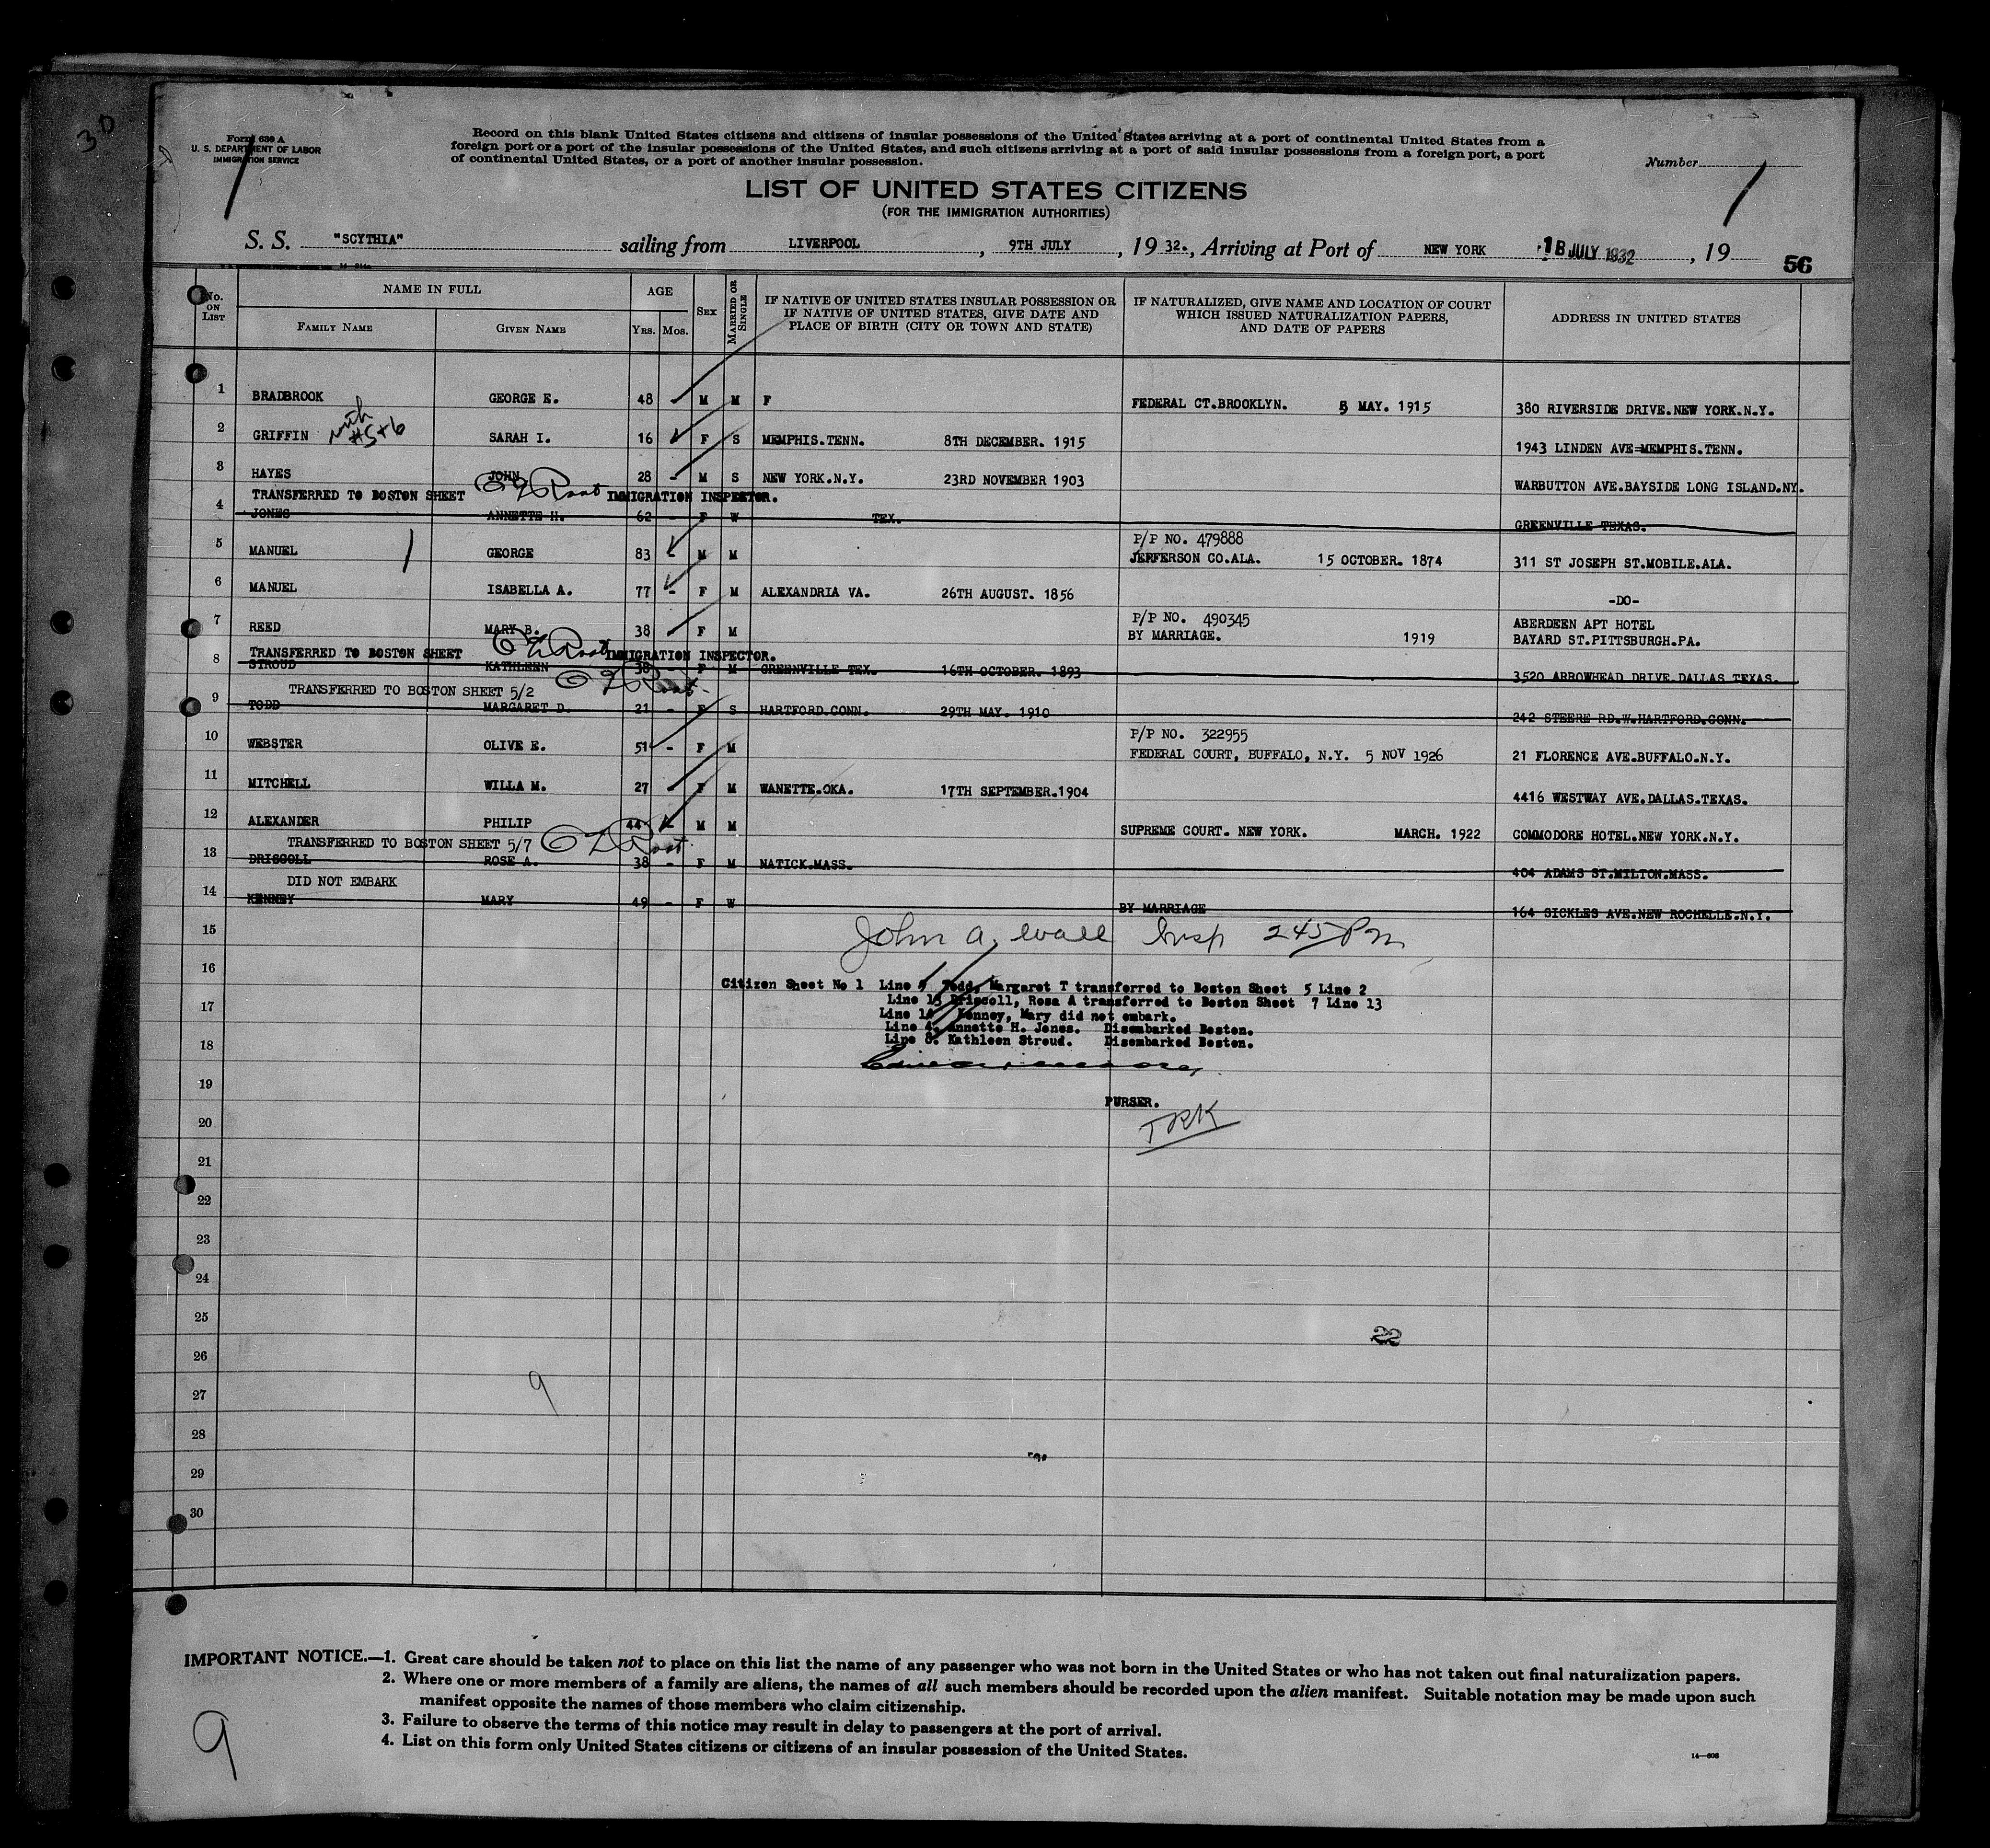 30
Form 630 A
U. S. DEPARTMENT OF LABOR
IMMIGRATION SERVICE
Record on this blank United States citizens and citizens of insular possessions of the United States arriving at a port of continental United States from a
foreign port or a port of the insular possessions of the United States, and such citizens arriving at a port of said insular possessions from a foreign port, a port
of continental United States, or a port of another insular possession.
Number
LIST OF UNITED STATES CITIZENS
(FOR THE IMMIGRATION AUTHORITIES)
S. S. "SCYTHIA" sailing from LIVERPOOL, 9TH JULY, 1932., Arriving at Port of NEW YORK 18 JULY 1932, 19
56
No. ON LIST NAME IN FULL AGE SEX MARRIED OR SINGLE IF NATIVE OF UNITED STATES INSULAR POSSESSION OR IF NATIVE OF UNITED STATES, GIVE DATE AND PLACE OF BIRTH (CITY OR TOWN AND STATE) IF NATURALIZED, GIVE NAME AND LOCATION OF COURT WHICH ISSUED NATURALIZATION PAPERS, AND DATE OF PAPERS ADDRESS IN UNITED STATES
FAMILY NAME GIVEN NAME YRS. MOS.
1 BRADBROOK GEORGE E. 48 - M M F FEDERAL CT.BROOKLYN. 5 MAY. 1915 380 RIVERSIDE DRIVE.NEW YORK.N.Y.
with
#5+6
2 GRIFFIN SARAH I. 16 - F S MEMPHIS.TENN. 8TH DECEMBER. 1915 1943 LINDEN AVE=MEMPHIS.TENN.
3 HAYES JOHN 28 - M S NEW YORK.N.Y. 23RD NOVEMBER 1903 WARBUTTON AVE.BAYSIDE LONG ISLAND.NY.
TRANSFERRED TO BOSTON SHEET IMMIGRATION INSPECTOR.
4 JONES ANNETTE H. 62 - F W TEX. GREENVILLE TEXAS.
P/P NO. 479888
5 MANUEL GEORGE 83 - M M JEFFERSON CO.ALA. 15 OCTOBER. 1874 311 ST JOSEPH ST.MOBILE.ALA.
6 MANUEL ISABELLA A. 77 - F M ALEXANDRIA VA. 26TH AUGUST. 1856 -DO-
P/P NO. 490345 ABERDEEN APT HOTEL
7 REED MARY B. 38 - F M BY MARRIAGE. 1919 BAYARD ST.PITTSBURGH.PA.
TRANSFERRED TO BOSTON SHEET IMMIGRATION INSPECTOR.
8 STROUD KATHLEEN 38 - F M GREENVILLE TEX. 16TH OCTOBER. 1893 3520 ARROWHEAD DRIVE.DALLAS TEXAS.
TRANSFERRED TO BOSTON SHEET 5/2
9 TODD MARGARET D. 21 - F S HARTFORD.CONN. 29TH MAY. 1910 242 STEERE RD.W.HARTFORD.CONN.
P/P NO. 322955
10 WEBSTER OLIVE E. 51 - F M FEDERAL COURT, BUFFALO, N.Y. 5 NOV 1926 21 FLORENCE AVE.BUFFALO.N.Y.
11 MITCHELL WILLA M. 27 - F M WANETTE.OKA. 17TH SEPTEMBER.1904 4416 WESTWAY AVE.DALLAS.TEXAS.
12 ALEXANDER PHILIP 44 - M M SUPREME COURT. NEW YORK. MARCH. 1922 COMMODORE HOTEL.NEW YORK.N.Y.
TRANSFERRED TO BOSTON SHEET 5/7
13 DRISCOLL ROSE A. 38 - F M NATICK.MASS. 404 ADAMS ST.MILTON.MASS.
DID NOT EMBARK
14 KENNEY MARY 49 - F W BY MARRIAGE 164 SICKLES AVE.NEW ROCHELLE.N.Y.
15 John A. Wall Insp 245 Pm
16
Citizen Sheet No 1 Line 9 Todd, Margaret T transferred to Boston Sheet 5 Line 2
Line 13 Driscoll, Rosa A transferred to Boston Sheet 7 Line 13
17
Line 14 Kenney, Mary did not embark.
Line 4. Annette H. Jones. Disembarked Boston.
Line 8. Kathleen Stroud. Disembarked Boston.
18
19
PURSER.
20 TRK
21
22
23
24
25
22
26
27
9
28
29
30
IMPORTANT NOTICE.—1. Great care should be taken not to place on this list the name of any passenger who was not born in the United States or who has not taken out final naturalization papers.
2. Where one or more members of a family are aliens, the names of all such members should be recorded upon the alien manifest. Suitable notation may be made upon such
manifest opposite the names of those members who claim citizenship.
3. Failure to observe the terms of this notice may result in delay to passengers at the port of arrival.
4. List on this form only United States citizens or citizens of an insular possession of the United States.
9
14—608